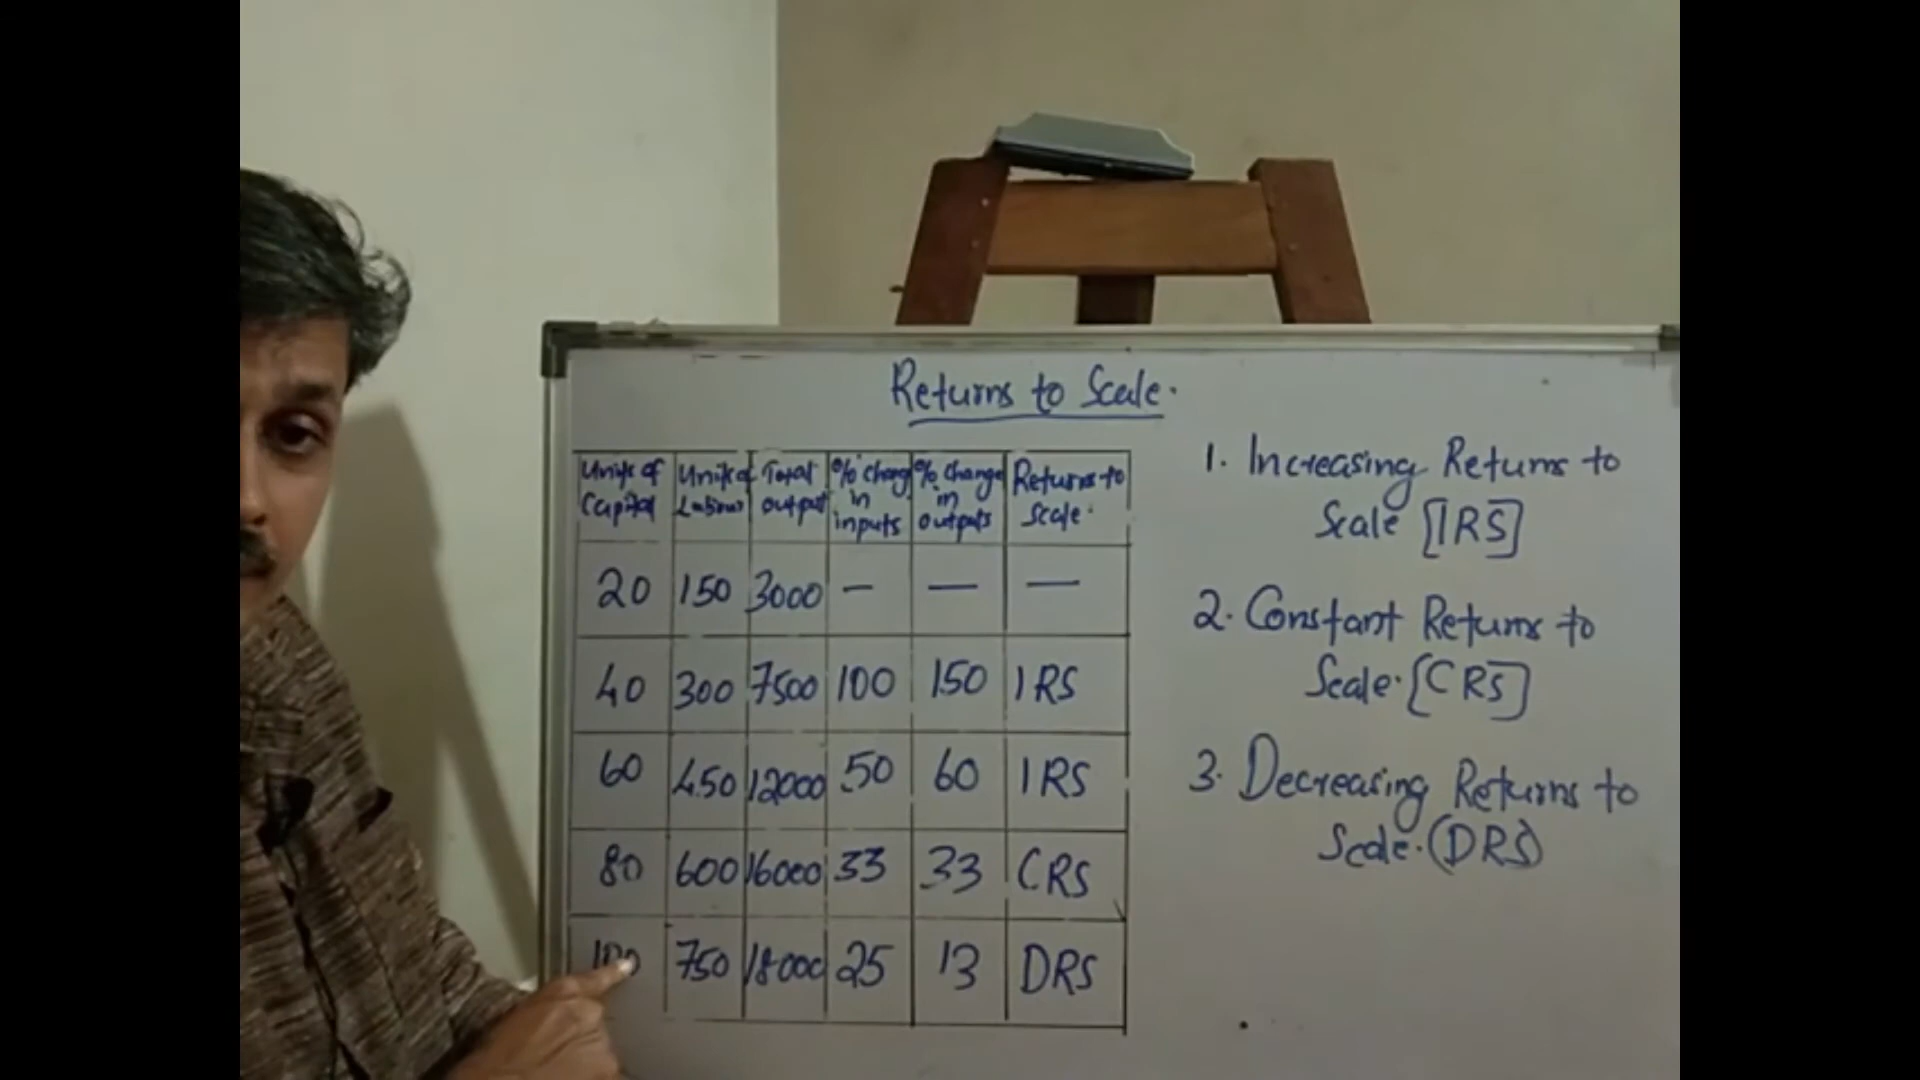 Returns to Scale.
Units of Capital | Units of Labour | Total output | % change in inputs | % change in outputs | Returns to Scale.
20 | 150 | 3000 | — | — | —
40 | 300 | 7500 | 100 | 150 | IRS
60 | 450 | 12000 | 50 | 60 | IRS
80 | 600 | 16000 | 33 | 33 | CRS
100 | 750 | 18000 | 25 | 13 | DRS
1. Increasing Returns to
Scale [IRS]
2. Constant Returns to
Scale. [CRS]
3. Decreasing Returns to
Scale. (DRS)